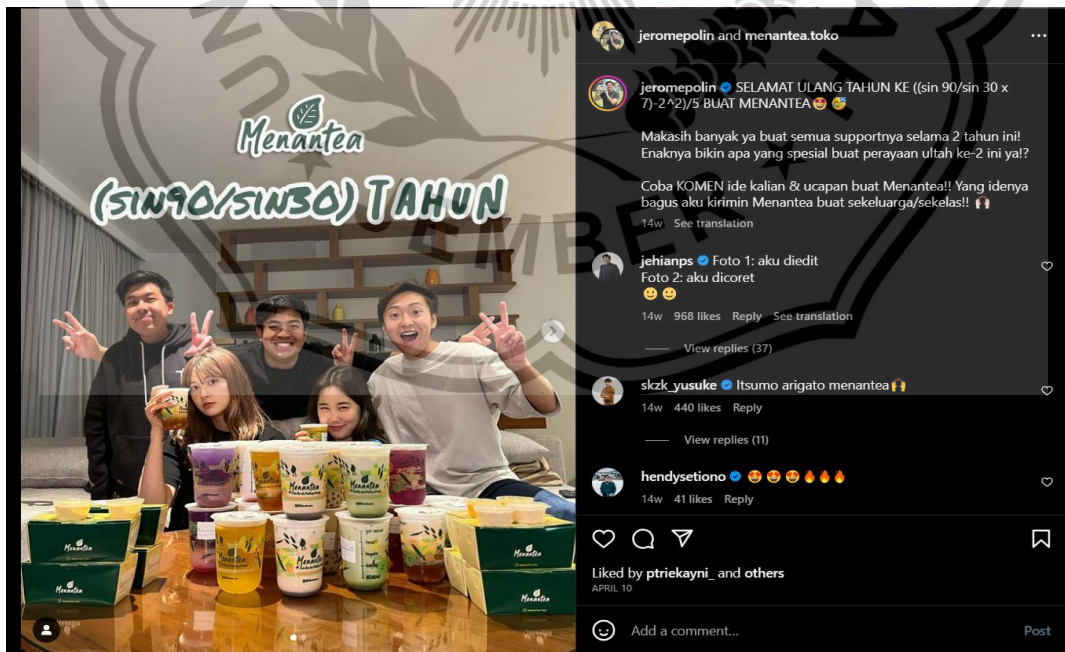 Menantea
(SIN90/SIN30) TAHUN
jeromepolin and menantea.toko
jeromepolin SELAMAT ULANG TAHUN KE ((sin 90/sin 30 x
7)-2^2)/5 BUAT MENANTEA🤩 🥳
Makasih banyak ya buat semua supportnya selama 2 tahun ini!
Enaknya bikin apa yang spesial buat perayaan ultah ke-2 ini ya!?
Coba KOMEN ide kalian & ucapan buat Menantea!! Yang idenya
bagus aku kirimin Menantea buat sekeluarga/sekelas!! 🙌🏻
14w See translation
jehianps Foto 1: aku diedit
Foto 2: aku dicoret
🙂 🙂
14w 968 likes Reply See translation
View replies (37)
skzk_yusuke Itsumo arigato menantea🙌
14w 440 likes Reply
View replies (11)
hendysetiono 🤩 🤩 🤩 🔥🔥🔥
14w 41 likes Reply
Liked by ptriekayni_ and others
APRIL 10
Add a comment...
Post
Menantea
Menantea
Menantea
Menantea
Menantea
Menantea
JEMBER